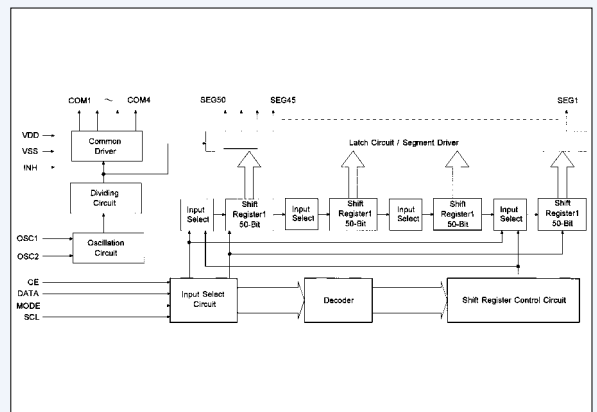 COM1 ~ COM4
SEG50 SEG45 SEG1
VDD
VSS
INH
Common
Driver
Latch Circuit / Segment Driver
Dividing
Circuit
Input
Select
Shift
Register1
50-Bit
Input
Select
Shift
Register1
50-Bit
Input
Select
Shift
Register1
50-Bit
Input
Select
Shift
Register1
50-Bit
OSC1
OSC2
Oscillation
Circuit
CE
DATA
MODE
SCL
Input Select
Circuit
Decoder
Shift Register Control Circuit